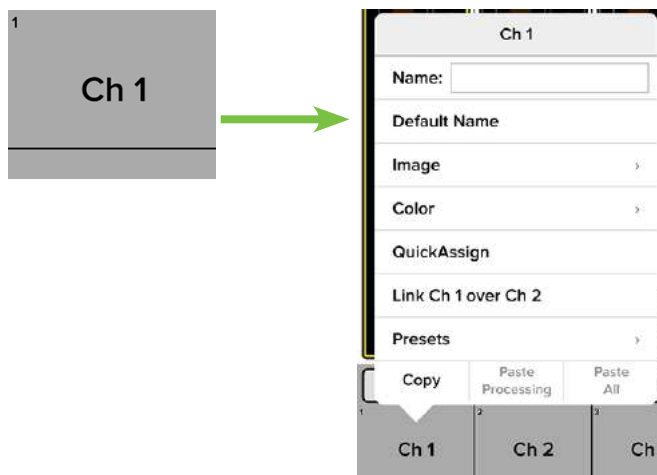 1
Ch 1
Ch 1
Name:
Default Name
Image
Color
QuickAssign
Link Ch 1 over Ch 2
Presets
Copy
Paste
Processing
Paste
All
1
Ch 1
2
Ch 2
3
Ch